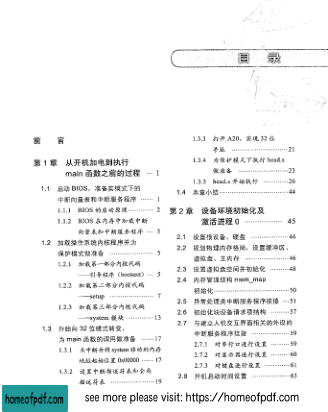 目 录
前 言
第 1 章 从开机加电到执行
main 函数之前的过程 … 1
1.1 启动 BIOS，准备实模式下的
中断向量表和中断服务程序 …… 1
1.1.1 BIOS 的启动原理 …… 2
1.1.2 BIOS 在内存中加载中断
向量表和中断服务程序 … 3
1.2 加载操作系统内核程序并为
保护模式做准备 …… 5
1.2.1 加载第一部分内核代码
——引导程序（bootsect） … 5
1.2.2 加载第二部分内核代码
——setup …… 7
1.2.3 加载第三部分内核代码
——system 模块 …… 13
1.3 开始向 32 位模式转变，
为 main 函数的调用做准备 …… 17
1.3.1 关中断并将 system 移动到内存
地址起始位置 0x00000 …… 17
1.3.2 设置中断描述符表和全局
描述符表 …… 19
1.3.3 打开 A20，实现 32 位
寻址 …… 21
1.3.4 为保护模式下执行 head.s
做准备 …… 23
1.3.5 head.s 开始执行 …… 26
1.4 本章小结 …… 44
第 2 章 设备环境初始化及
激活进程 0 …… 45
2.1 设置根设备、硬盘 …… 46
2.2 规划物理内存格局，设置缓冲区、
虚拟盘、主内存 …… 46
2.3 设置虚拟盘空间并初始化 …… 48
2.4 内存管理结构 mem_map
初始化 …… 50
2.5 异常处理类中断服务程序挂接 … 51
2.6 初始化块设备请求项结构 …… 57
2.7 与建立人机交互界面相关的外设的
中断服务程序挂接 …… 59
2.7.1 对串行口进行设置 …… 59
2.7.2 对显示器进行设置 …… 60
2.7.3 对键盘进行设置 …… 61
2.8 开机启动时间设置 …… 63
homeofpdf.com
see more please visit: https://homeofpdf.com